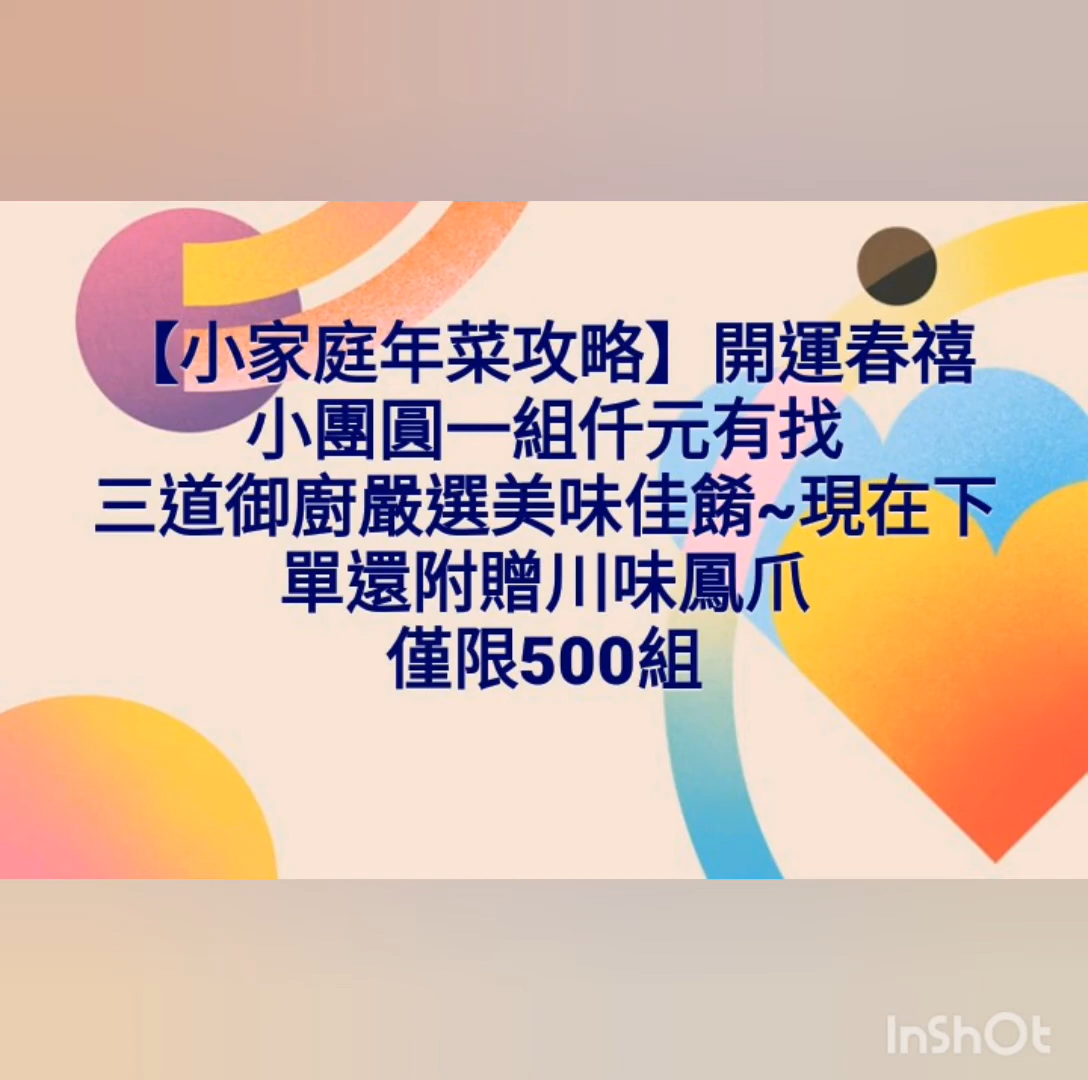 【小家庭年菜攻略】開運春禧
小團圓一組仟元有找
三道御廚嚴選美味佳餚~現在下
單還附贈川味鳳爪
僅限500組
InShOt